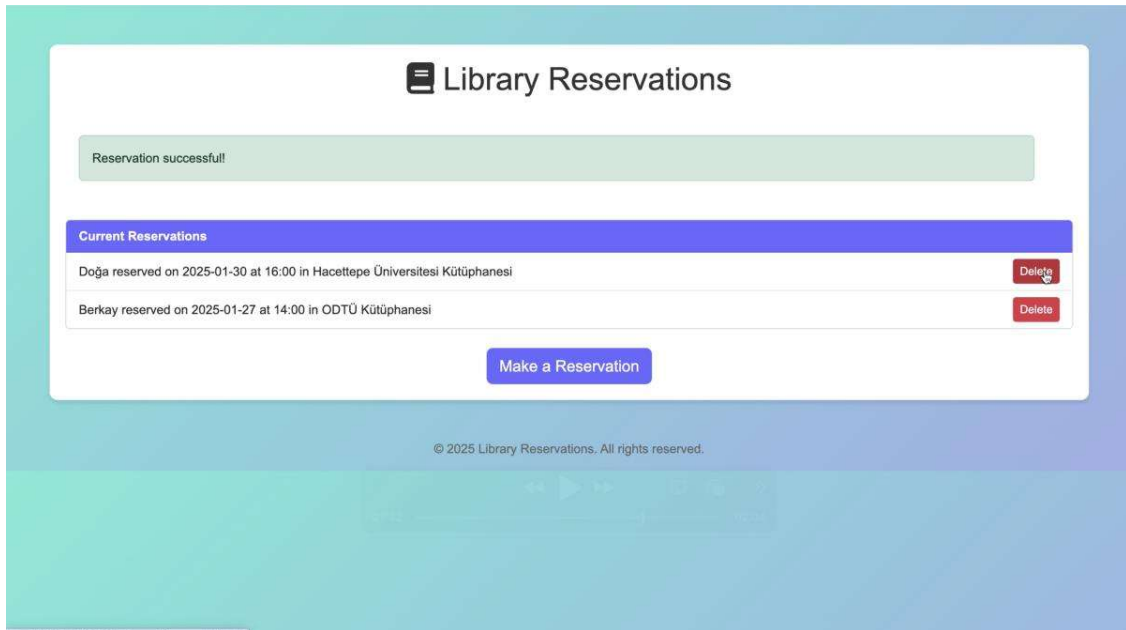 Library Reservations
Reservation successful!
Current Reservations
Doğa reserved on 2025-01-30 at 16:00 in Hacettepe Üniversitesi Kütüphanesi
Delete
Berkay reserved on 2025-01-27 at 14:00 in ODTÜ Kütüphanesi
Delete
Make a Reservation
© 2025 Library Reservations. All rights reserved.